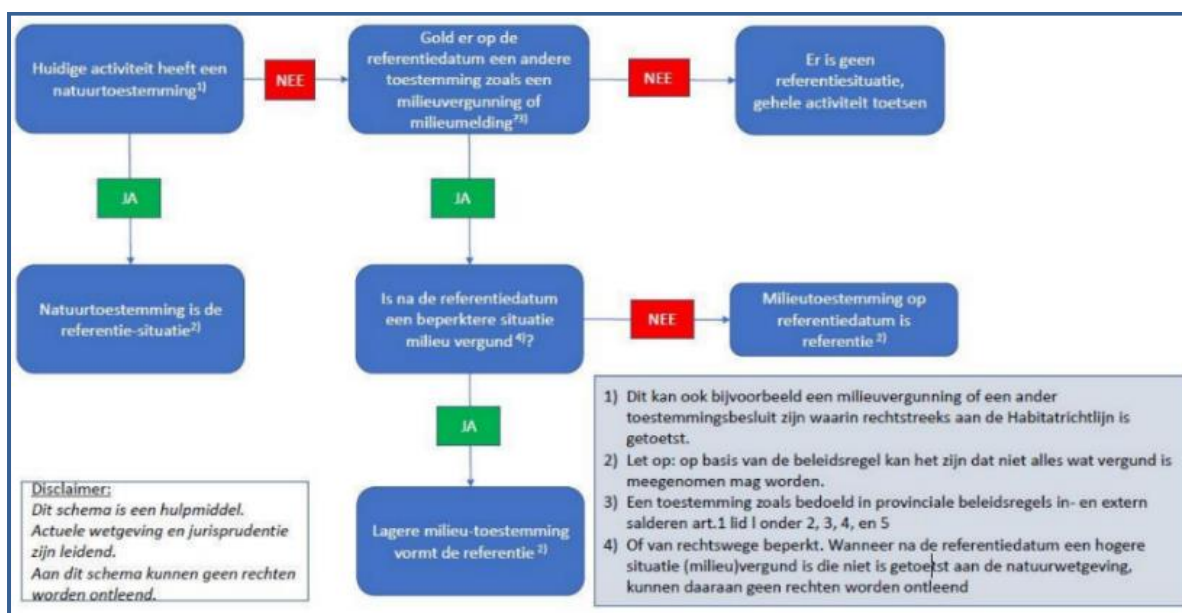 Huidige activiteit heeft een
natuurtoestemming1)
NEE
Gold er op de
referentiedatum een andere
toestemming zoals een
milieuvergunning of
milieumelding?3)
NEE
Er is geen
referentiesituatie,
gehele activiteit toetsen
JA
JA
Natuurtoestemming is de
referentie-situatie2)
Is na de referentiedatum
een beperktere situatie
milieu vergund 4)?
NEE
Milieutoestemming op
referentiedatum is
referentie 2)
JA
Lagere milieu-toestemming
vormt de referentie 2)
Disclaimer:
Dit schema is een hulpmiddel.
Actuele wetgeving en jurisprudentie
zijn leidend.
Aan dit schema kunnen geen rechten
worden ontleend.
1) Dit kan ook bijvoorbeeld een milieuvergunning of een ander
toestemmingsbesluit zijn waarin rechtstreeks aan de Habitatrichtlijn is
getoetst.
2) Let op: op basis van de beleidsregel kan het zijn dat niet alles wat vergund is
meegenomen mag worden.
3) Een toestemming zoals bedoeld in provinciale beleidsregels in- en extern
salderen art.1 lid l onder 2, 3, 4, en 5
4) Of van rechtswege beperkt. Wanneer na de referentiedatum een hogere
situatie (milieu)vergund is die niet is getoetst aan de natuurwetgeving,
kunnen daaraan geen rechten worden ontleend